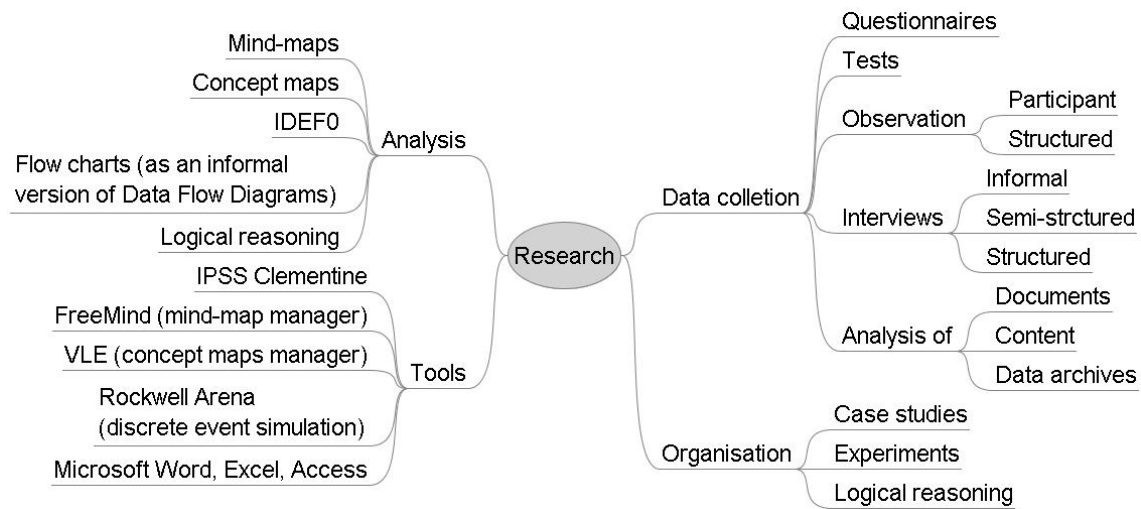 Research
Analysis
Mind-maps
Concept maps
IDEF0
Flow charts (as an informal
version of Data Flow Diagrams)
Logical reasoning
Tools
IPSS Clementine
FreeMind (mind-map manager)
VLE (concept maps manager)
Rockwell Arena
(discrete event simulation)
Microsoft Word, Excel, Access
Data colletion
Questionnaires
Tests
Observation
Participant
Structured
Interviews
Informal
Semi-strctured
Structured
Analysis of
Documents
Content
Data archives
Organisation
Case studies
Experiments
Logical reasoning